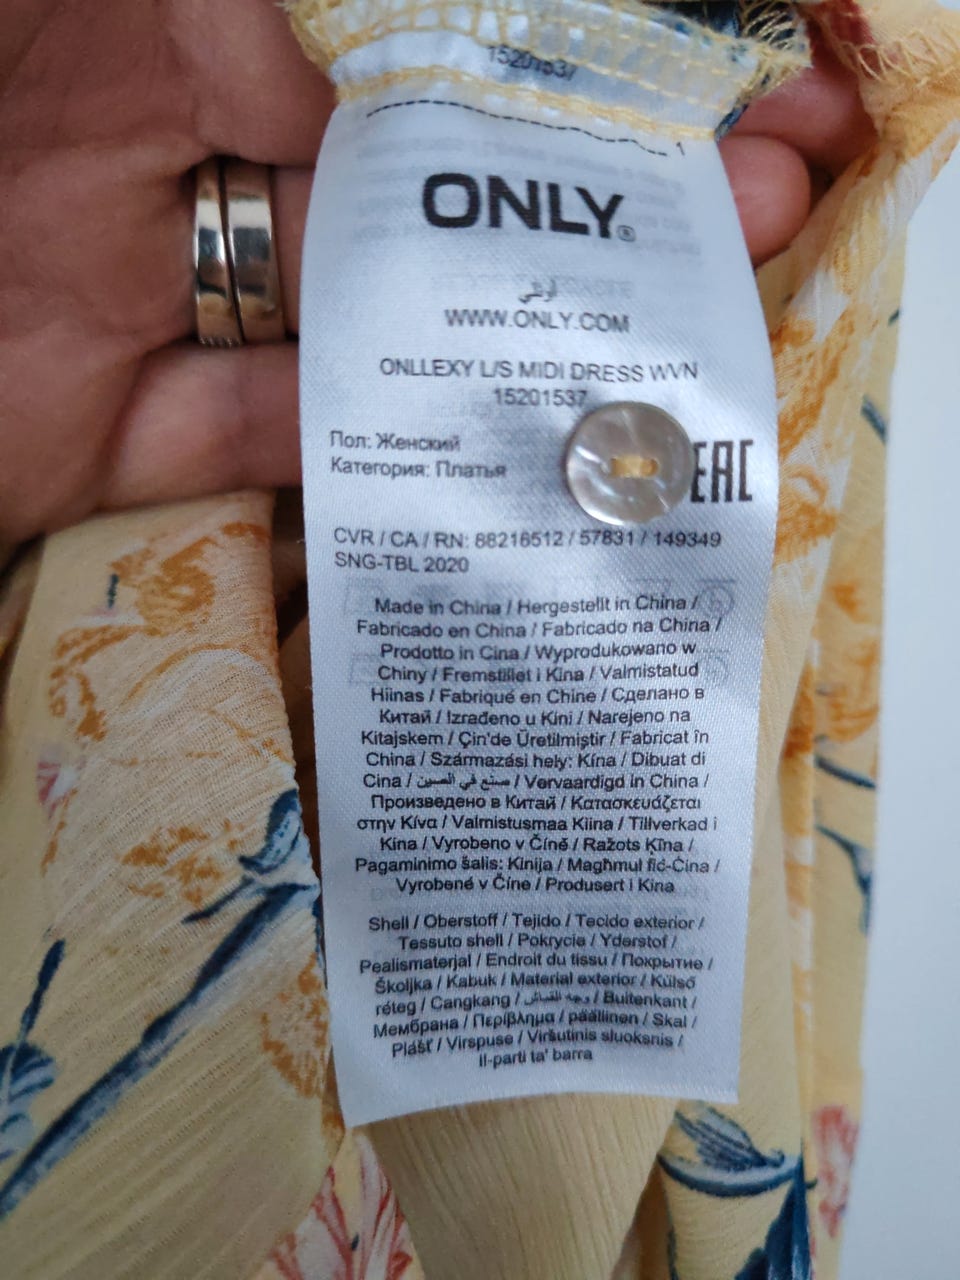 15201537
1
ONLY®
أونلي
WWW.ONLY.COM
ONLLEXY L/S MIDI DRESS WVN
15201537
Пол: Женский
Категория: Платья
EAC
CVR / CA / RN: 88216512 / 57831 / 149349
SNG-TBL 2020
Made in China / Hergestellt in China /
Fabricado en China / Fabricado na China /
Prodotto in Cina / Wyprodukowano w
Chiny / Fremstillet i Kina / Valmistatud
Hiinas / Fabriqué en Chine / Сделано в
Китай / Izrađeno u Kini / Narejeno na
Kitajskem / Çin'de Üretilmiştir / Fabricat în
China / Származási hely: Kína / Dibuat di
Cina / صنع في الصين / Vervaardigd in China /
Произведено в Китай / Κατασκευάζεται
στην Κίνα / Valmistusmaa Kiina / Tillverkad i
Kina / Vyrobeno v Číně / Ražots Ķīna /
Pagaminimo šalis: Kinija / Magħmul fiċ-Ċina /
Vyrobené v Číne / Produsert i Kina
Shell / Oberstoff / Tejido / Tecido exterior /
Tessuto shell / Pokrycie / Yderstof /
Pealismaterjal / Endroit du tissu / Покрытие /
Školjka / Kabuk / Material exterior / Külső
réteg / Cangkang / وجه القماش / Buitenkant /
Мембрана / Περίβλημα / päällinen / Skal /
Plášť / Virspuse / Viršutinis sluoksnis /
Il-parti ta' barra